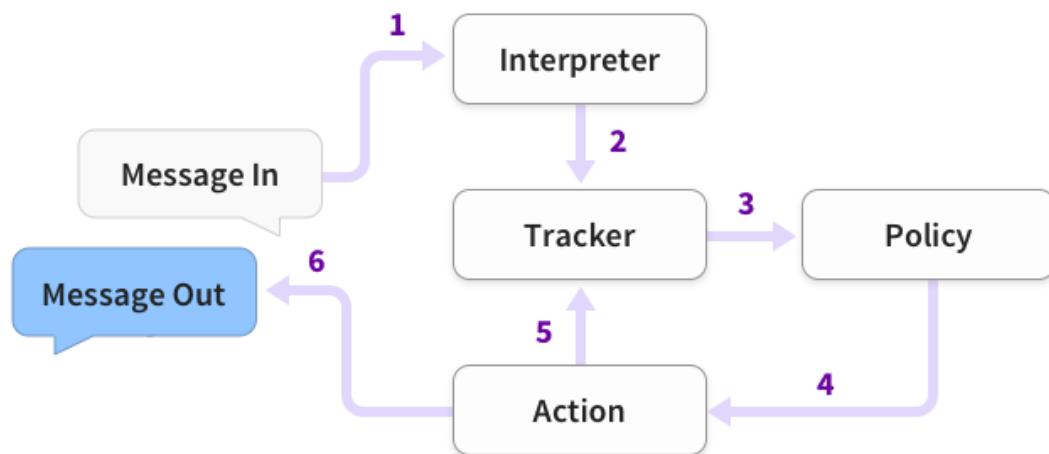 1
Interpreter
2
Message In
Tracker
3
Policy
6
Message Out
5
4
Action